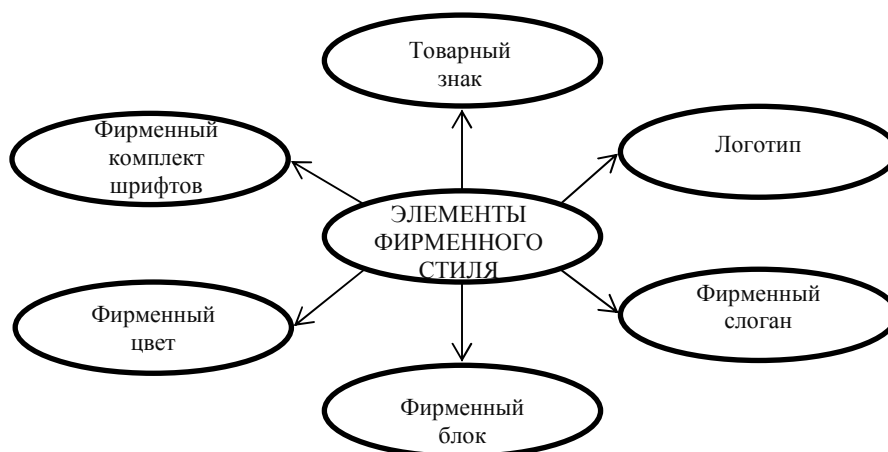 Товарный
знак
Фирменный
комплект
шрифтов
Логотип
ЭЛЕМЕНТЫ
ФИРМЕННОГО
СТИЛЯ
Фирменный
цвет
Фирменный
слоган
Фирменный
блок